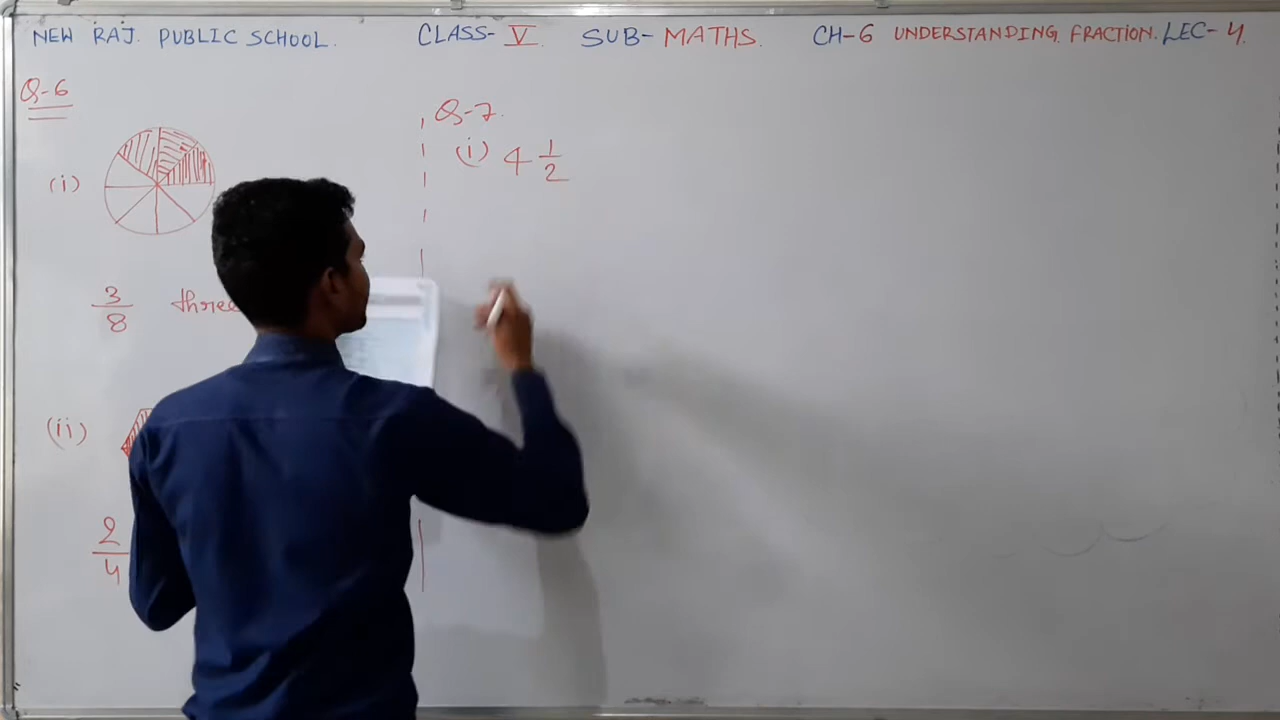 NEW RAJ. PUBLIC SCHOOL. CLASS- V. SUB- MATHS. CH-6 UNDERSTANDING FRACTION. LEC- 4.
Q-6
(i)
3/8 three
(ii)
2/4
Q-7.
(i) 4 1/2